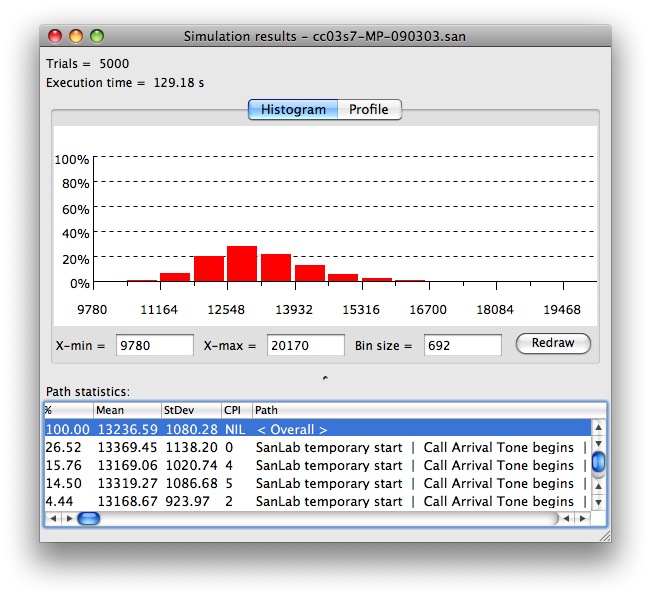 Simulation results - cc03s7-MP-090303.san
Trials = 5000
Execution time = 129.18 s
Histogram Profile
100%
80%
60%
40%
20%
0%
9780 11164 12548 13932 15316 16700 18084 19468
X-min = 9780 X-max = 20170 Bin size = 692 Redraw
Path statistics:
% Mean StDev CPI Path
100.00 13236.59 1080.28 NIL < Overall >
26.52 13369.45 1138.20 0 SanLab temporary start | Call Arrival Tone begins |
15.76 13169.06 1020.74 4 SanLab temporary start | Call Arrival Tone begins |
14.50 13319.27 1086.68 5 SanLab temporary start | Call Arrival Tone begins |
4.44 13168.67 923.97 2 SanLab temporary start | Call Arrival Tone begins |